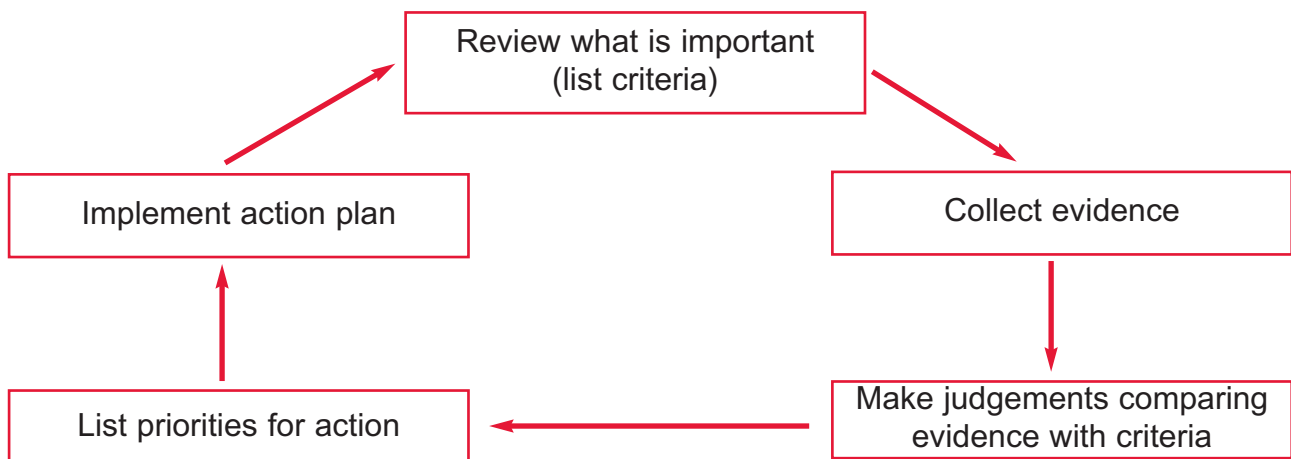 Review what is important
(list criteria)
Implement action plan
Collect evidence
List priorities for action
Make judgements comparing
evidence with criteria